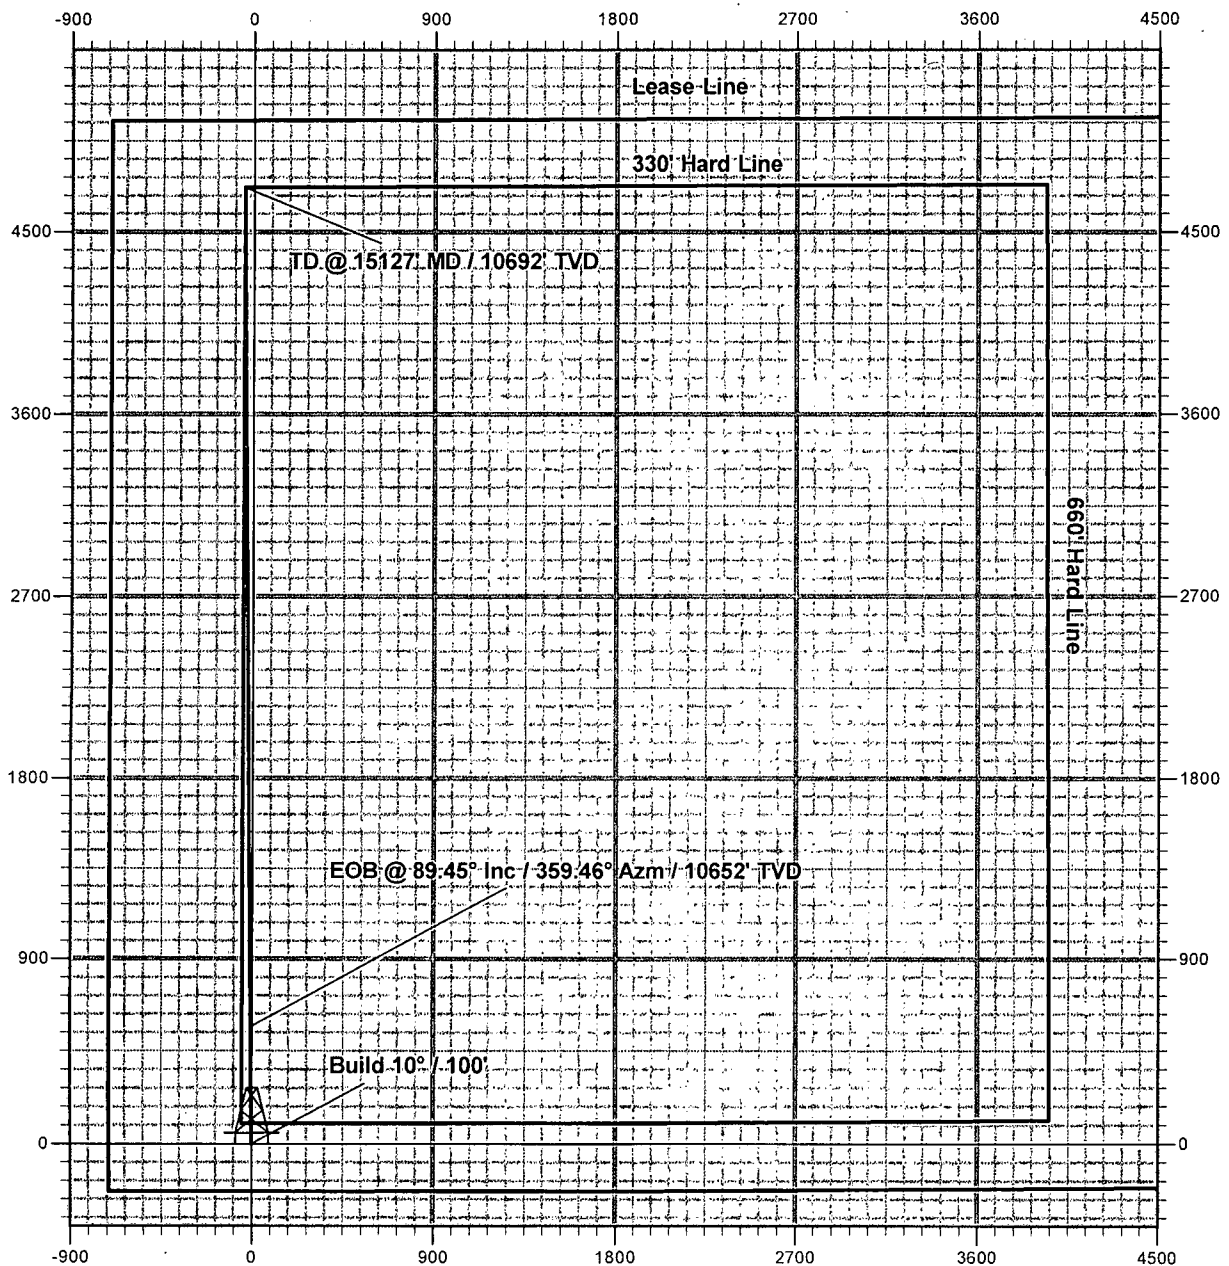 -900 0 900 1800 2700 3600 4500
Lease Line
330' Hard Line
4500 4500
TD @ 15127' MD / 10692' TVD
3600 3600
660' Hard Line
2700 2700
1800 1800
EOB @ 89.45° Inc / 359.46° Azm / 10652' TVD
900 900
Build 10° / 100'
0 0
-900 0 900 1800 2700 3600 4500